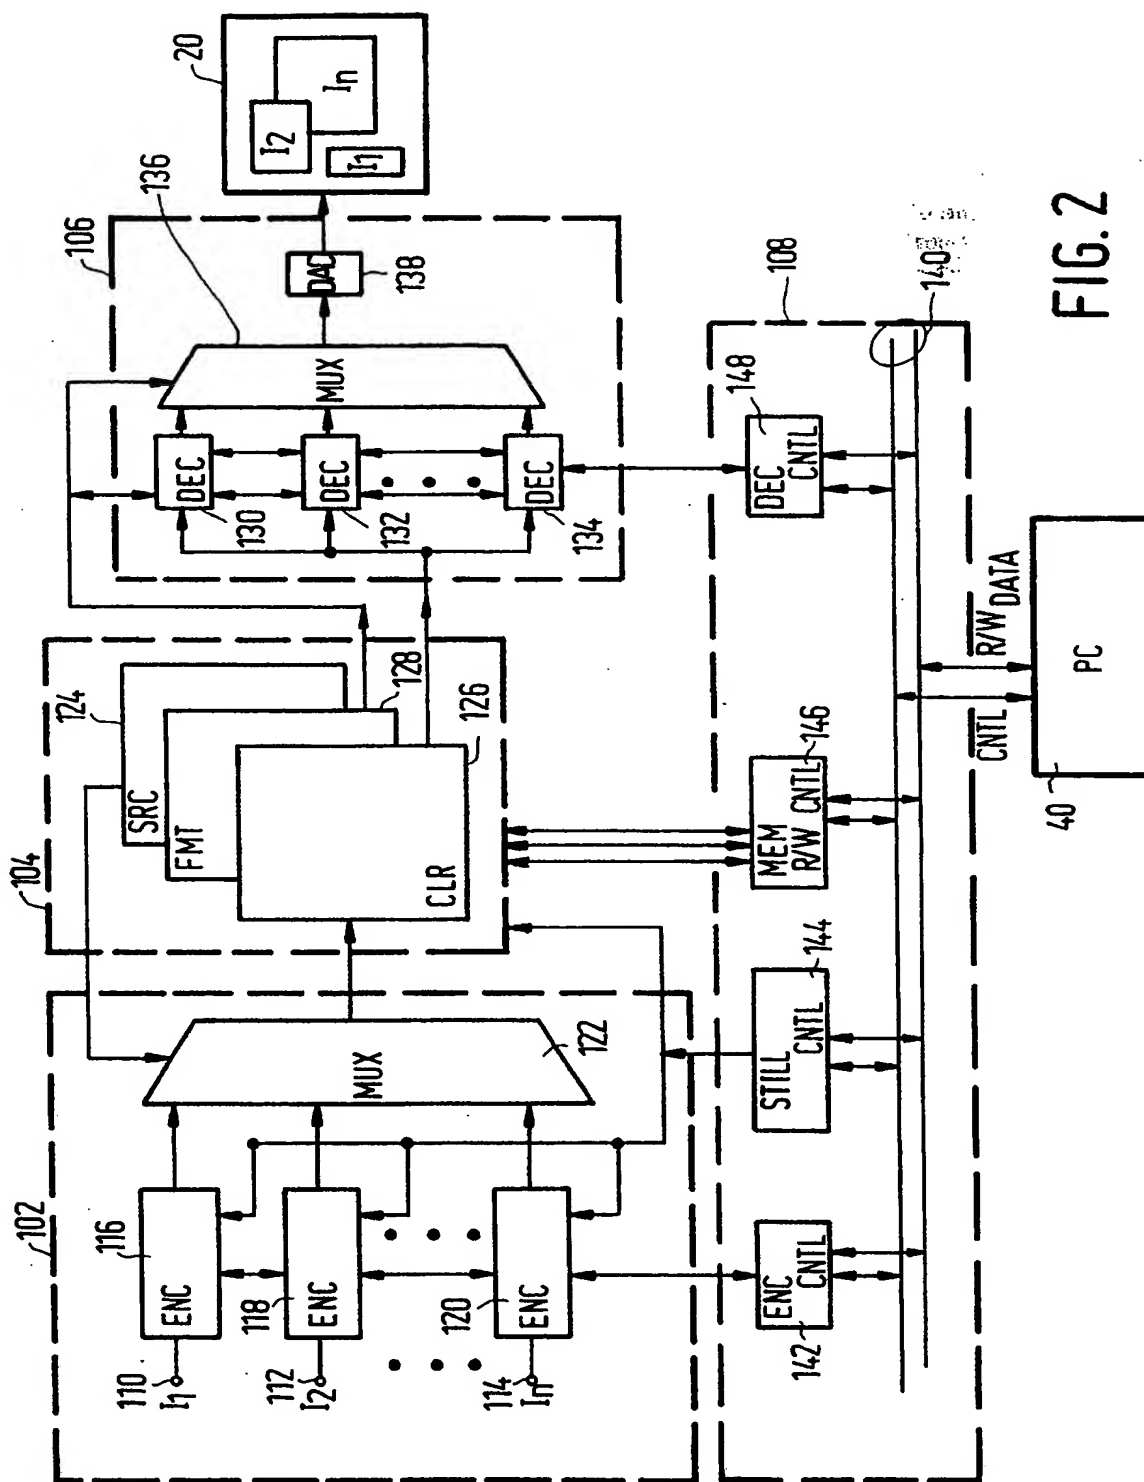 102
110
I1
116
ENC
112
I2
118
ENC
114
In
120
ENC
MUX
122
104
124
SRC
FMT
128
CLR
126
106
130
DEC
132
DEC
134
DEC
MUX
136
DAC
138
20
I2
In
I1
108
142
ENC
CNTL
144
STILL
CNTL
146
MEM
R/W CNTL
148
DEC
CNTL
140
CNTL
R/W DATA
40
PC
FIG. 2